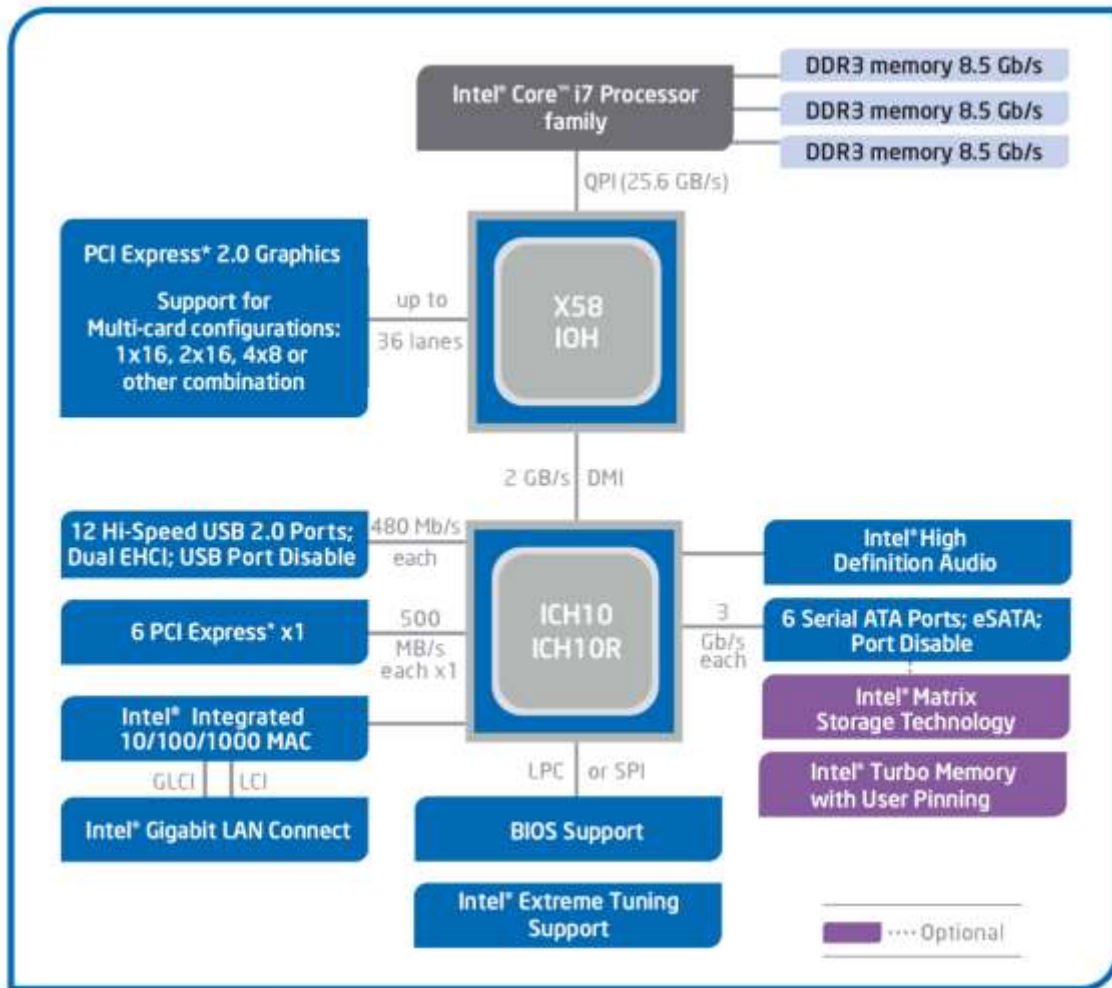 Intel® Core™ i7 Processor
family
DDR3 memory 8.5 Gb/s
DDR3 memory 8.5 Gb/s
DDR3 memory 8.5 Gb/s
QPI (25.6 GB/s)
PCI Express* 2.0 Graphics
Support for
Multi-card configurations:
1x16, 2x16, 4x8 or
other combination
up to
36 lanes
X58
IOH
2 GB/s DMI
12 Hi-Speed USB 2.0 Ports;
Dual EHCI; USB Port Disable
480 Mb/s
each
6 PCI Express* x1
500
MB/s
each x1
Intel® Integrated
10/100/1000 MAC
GLCI LCI
Intel® Gigabit LAN Connect
ICH10
ICH10R
Intel® High
Definition Audio
3
Gb/s
each
6 Serial ATA Ports; eSATA;
Port Disable
Intel® Matrix
Storage Technology
Intel® Turbo Memory
with User Pinning
LPC or SPI
BIOS Support
Intel® Extreme Tuning
Support
Optional